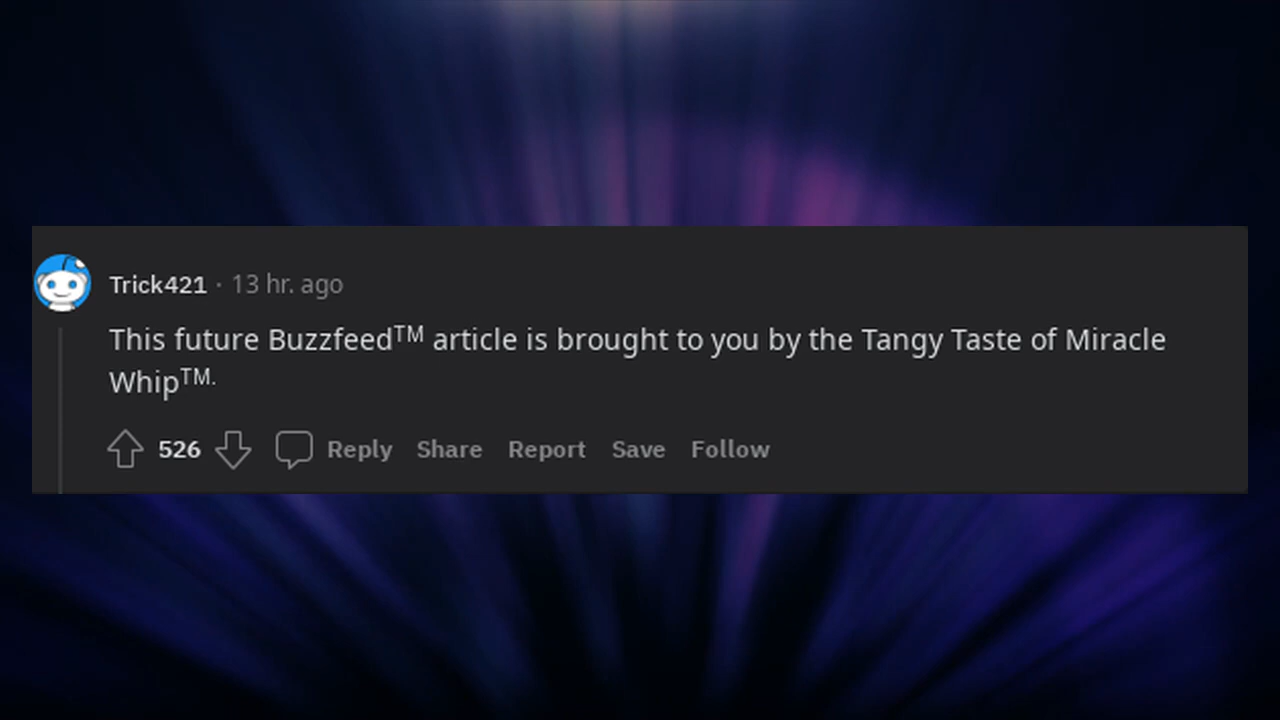 Trick421 · 13 hr. ago
This future Buzzfeed™ article is brought to you by the Tangy Taste of Miracle
Whip™.
526 Reply Share Report Save Follow